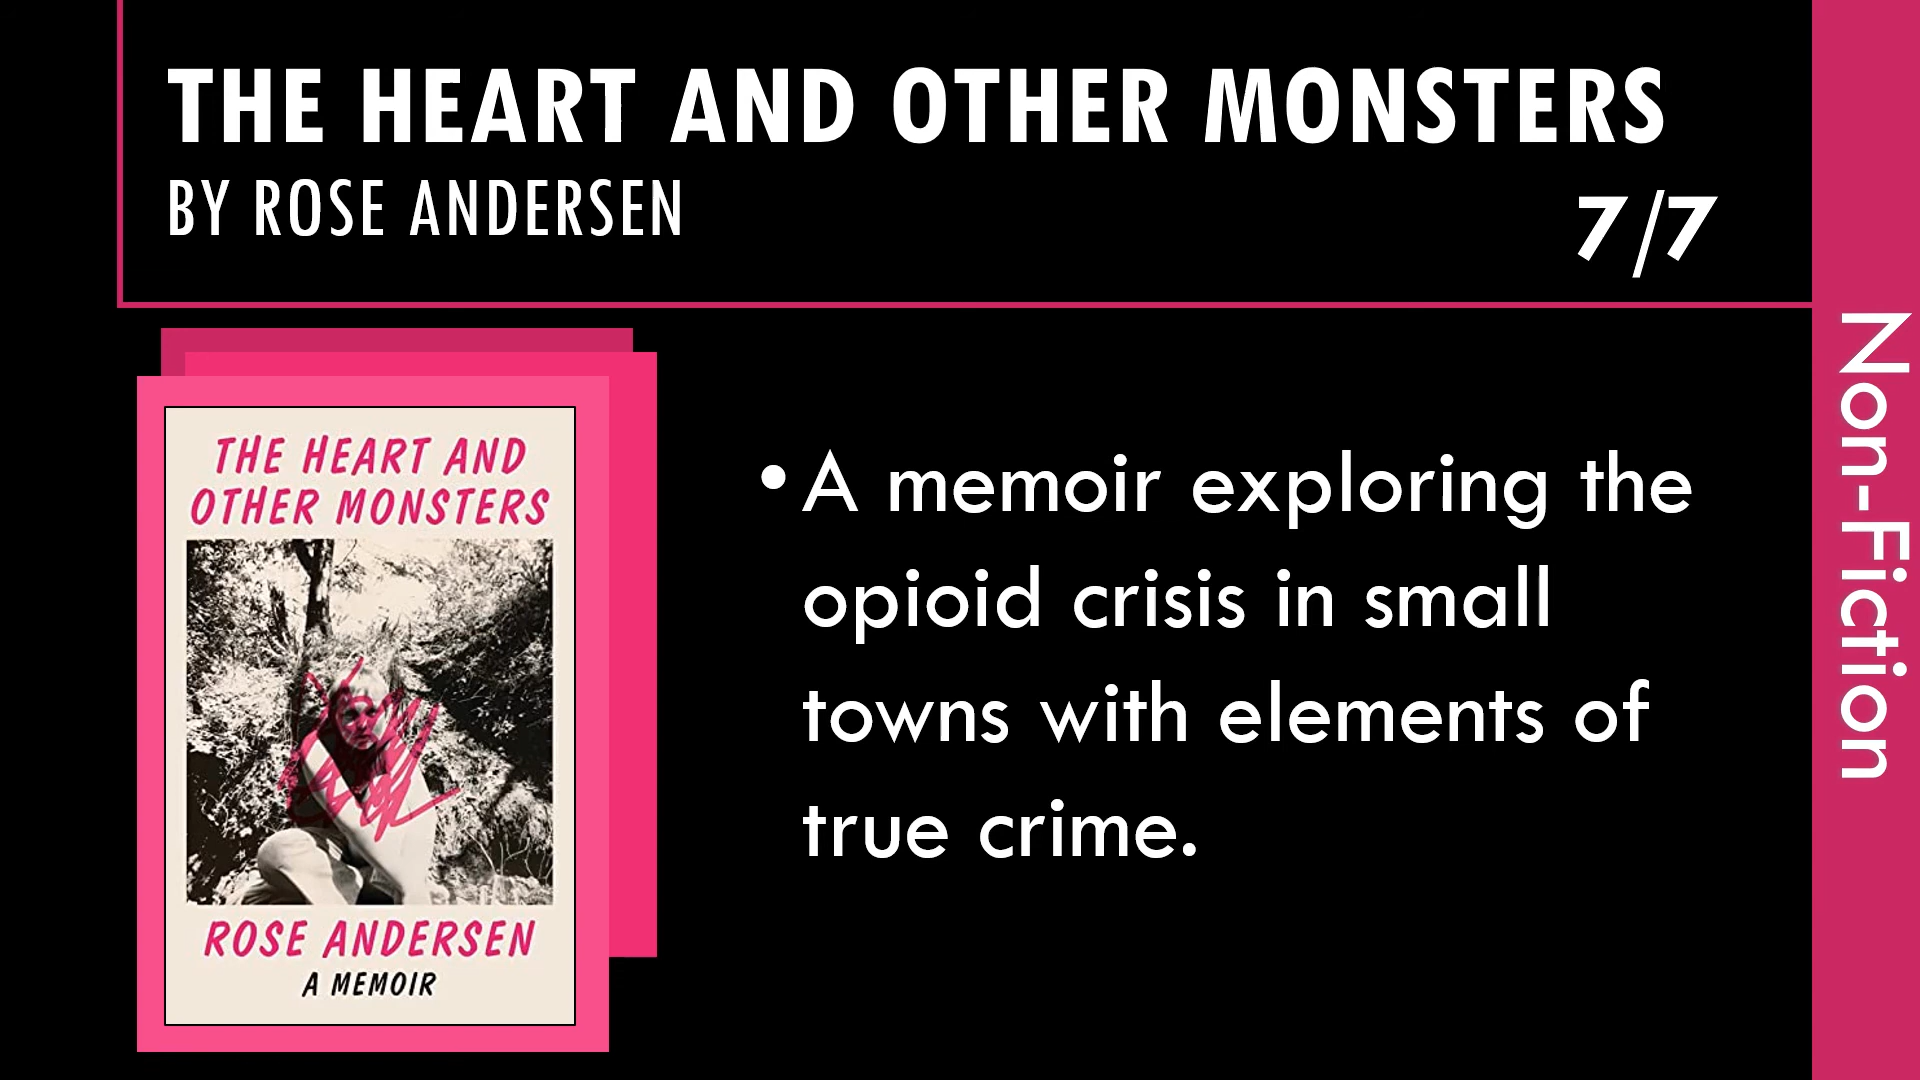 THE HEART AND OTHER MONSTERS
BY ROSE ANDERSEN
7/7
THE HEART AND
OTHER MONSTERS
ROSE ANDERSEN
A MEMOIR
• A memoir exploring the
opioid crisis in small
towns with elements of
true crime.
Non-Fiction